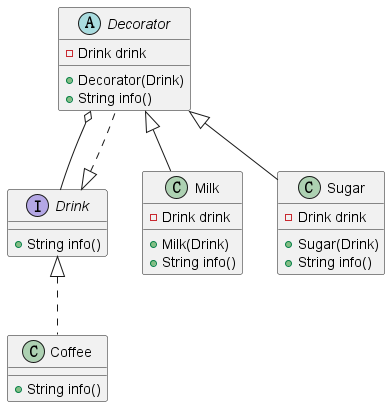 A Decorator
Drink drink
Decorator(Drink)
String info()
I Drink
String info()
C Milk
Drink drink
Milk(Drink)
String info()
C Sugar
Drink drink
Sugar(Drink)
String info()
C Coffee
String info()